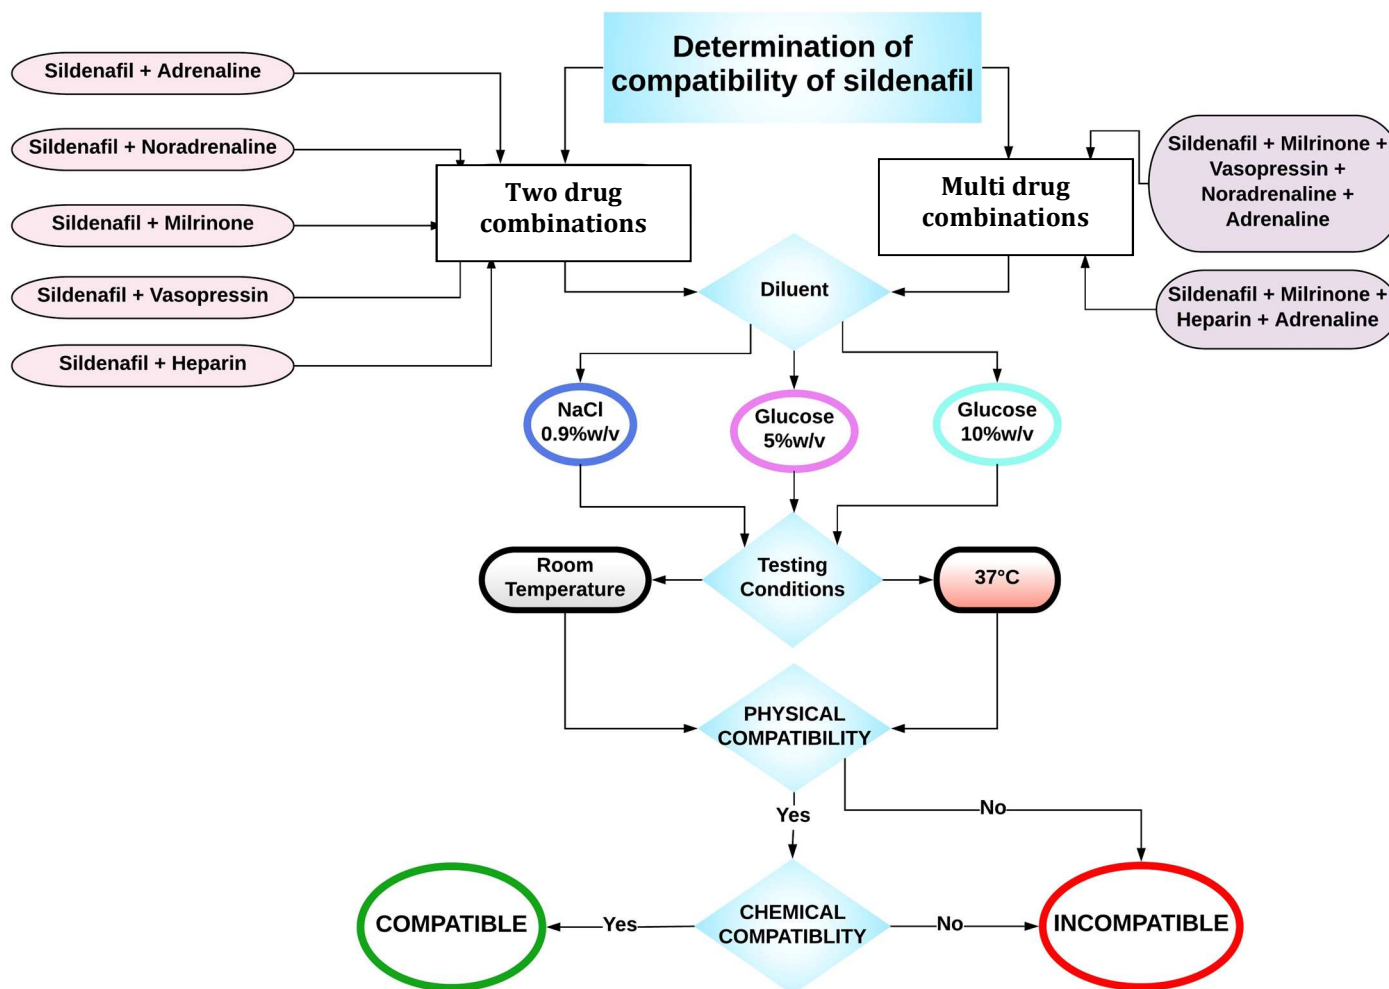 Determination of
compatibility of sildenafil
Sildenafil + Adrenaline
Sildenafil + Noradrenaline
Sildenafil + Milrinone
Sildenafil + Vasopressin
Sildenafil + Heparin
Two drug
combinations
Multi drug
combinations
Sildenafil + Milrinone +
Vasopressin +
Noradrenaline +
Adrenaline
Sildenafil + Milrinone +
Heparin + Adrenaline
Diluent
NaCl
0.9%w/v
Glucose
5%w/v
Glucose
10%w/v
Testing
Conditions
Room
Temperature
37°C
PHYSICAL
COMPATIBILITY
Yes
No
CHEMICAL
COMPATIBLITY
Yes
No
COMPATIBLE
INCOMPATIBLE